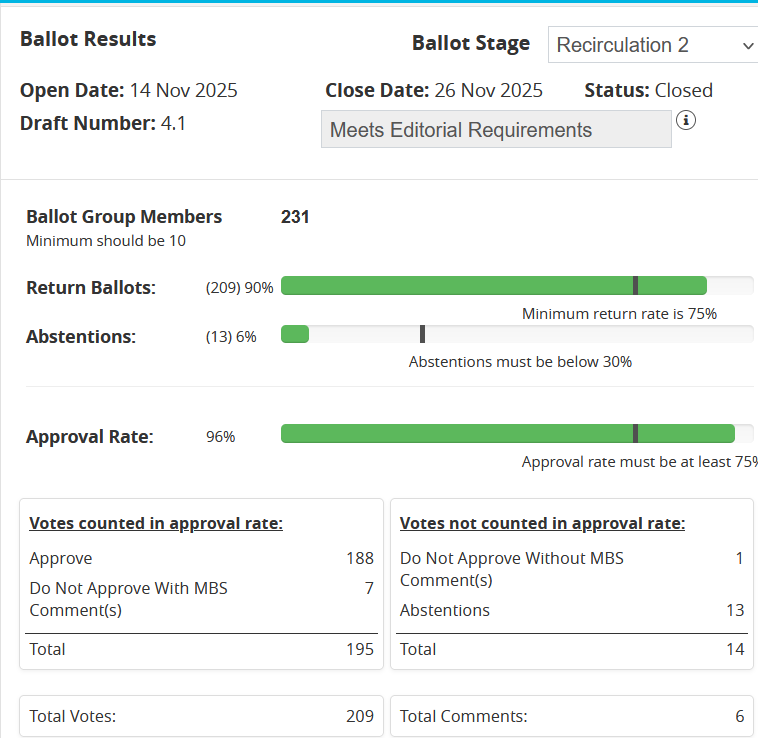 Ballot Results
Ballot Stage Recirculation 2
Open Date: 14 Nov 2025 Close Date: 26 Nov 2025 Status: Closed
Draft Number: 4.1 Meets Editorial Requirements
Ballot Group Members 231
Minimum should be 10
Return Ballots: (209) 90%
Minimum return rate is 75%
Abstentions: (13) 6%
Abstentions must be below 30%
Approval Rate: 96%
Approval rate must be at least 75%
Votes counted in approval rate:
Approve 188
Do Not Approve With MBS 7
Comment(s)
Total 195
Votes not counted in approval rate:
Do Not Approve Without MBS 1
Comment(s)
Abstentions 13
Total 14
Total Votes: 209
Total Comments: 6